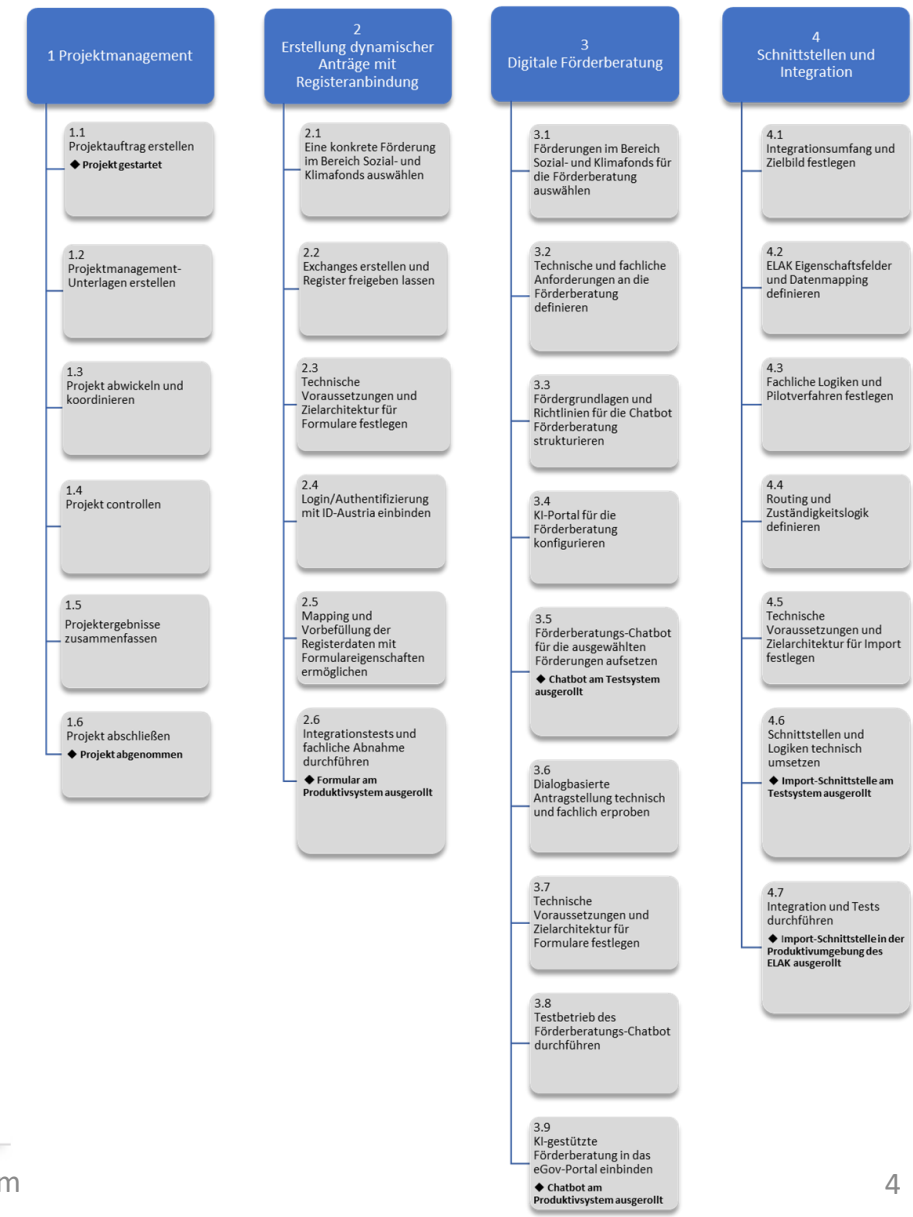 1 Projektmanagement
1.1
Projektauftrag erstellen
◆ Projekt gestartet
1.2
Projektmanagement-
Unterlagen erstellen
1.3
Projekt abwickeln und
koordinieren
1.4
Projekt controllen
1.5
Projektergebnisse
zusammenfassen
1.6
Projekt abschließen
◆ Projekt abgenommen
2
Erstellung dynamischer
Anträge mit
Registeranbindung
2.1
Eine konkrete Förderung
im Bereich Sozial- und
Klimafonds auswählen
2.2
Exchanges erstellen und
Register freigeben lassen
2.3
Technische
Voraussetzungen und
Zielarchitektur für
Formulare festlegen
2.4
Login/Authentifizierung
mit ID-Austria einbinden
2.5
Mapping und
Vorbefüllung der
Registerdaten mit
Formulareigenschaften
ermöglichen
2.6
Integrationstests und
fachliche Abnahme
durchführen
◆ Formular am
Produktivsystem ausgerollt
3
Digitale Förderberatung
3.1
Förderungen im Bereich
Sozial- und Klimafonds für
die Förderberatung
auswählen
3.2
Technische und fachliche
Anforderungen an die
Förderberatung
definieren
3.3
Fördergrundlagen und
Richtlinien für die Chatbot
Förderberatung
strukturieren
3.4
KI-Portal für die
Förderberatung
konfigurieren
3.5
Förderberatungs-Chatbot
für die ausgewählten
Förderungen aufsetzen
◆ Chatbot am Testsystem
ausgerollt
3.6
Dialogbasierte
Antragstellung technisch
und fachlich erproben
3.7
Technische
Voraussetzungen und
Zielarchitektur für
Formulare festlegen
3.8
Testbetrieb des
Förderberatungs-Chatbot
durchführen
3.9
KI-gestützte
Förderberatung in das
eGov-Portal einbinden
◆ Chatbot am
Produktivsystem ausgerollt
4
Schnittstellen und
Integration
4.1
Integrationsumfang und
Zielbild festlegen
4.2
ELAK Eigenschaftsfelder
und Datenmapping
definieren
4.3
Fachliche Logiken und
Pilotverfahren festlegen
4.4
Routing und
Zuständigkeitslogik
definieren
4.5
Technische
Voraussetzungen und
Zielarchitektur für Import
festlegen
4.6
Schnittstellen und
Logiken technisch
umsetzen
◆ Import-Schnittstelle am
Testsystem ausgerollt
4.7
Integration und Tests
durchführen
◆ Import-Schnittstelle in der
Produktivumgebung des
ELAK ausgerollt
m
4